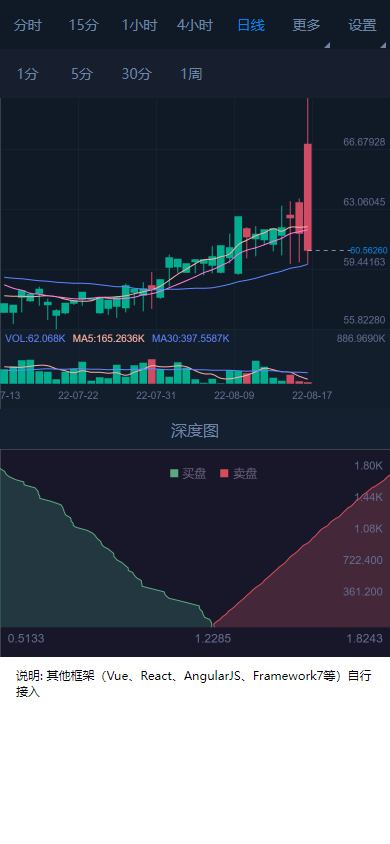 分时 15分 1小时 4小时 日线 更多 设置
1分 5分 30分 1周
66.67928
63.06045
60.56260
59.44163
55.82280
VOL:62.068K MA5:165.2636K MA30:397.5587K 886.9690K
7-13 22-07-22 22-07-31 22-08-09 22-08-17
深度图
买盘 卖盘 1.80K
1.44K
1.08K
722.400
361.200
0.5133 1.2285 1.8243
说明: 其他框架（Vue、React、AngularJS、Framework7等）自行
接入